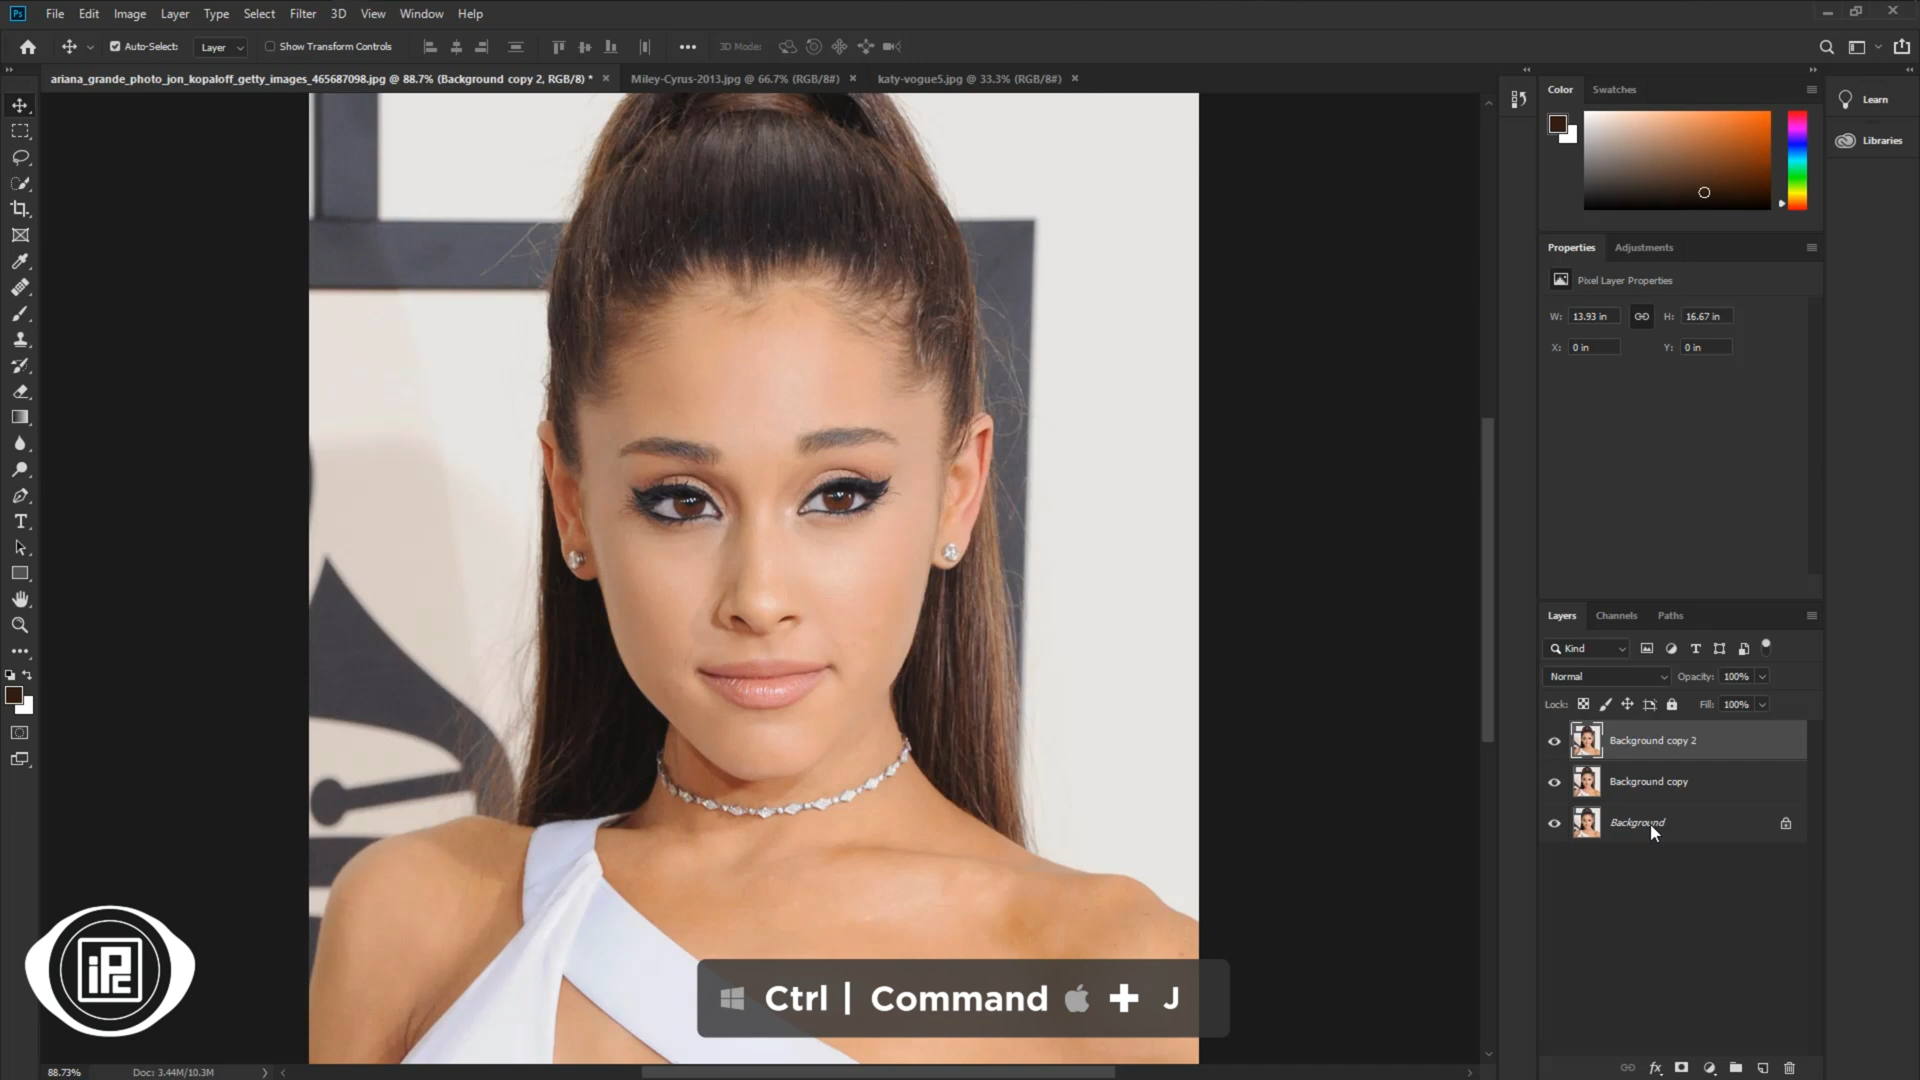 Ps File Edit Image Layer Type Select Filter 3D View Window Help
Auto-Select: Layer Show Transform Controls ••• 3D Mode:
ariana_grande_photo_jon_kopaloff_getty_images_465687098.jpg @ 88.7% (Background copy 2, RGB/8) * × Miley-Cyrus-2013.jpg @ 66.7% (RGB/8#) × katy-vogue5.jpg @ 33.3% (RGB/8#) ×
Color Swatches
Learn
Libraries
Properties Adjustments
Pixel Layer Properties
W: 13.93 in H: 16.67 in
X: 0 in Y: 0 in
Layers Channels Paths
Kind
Normal Opacity: 100%
Lock: Fill: 100%
Background copy 2
Background copy
Background
iPc
Ctrl | Command + J
88.73% Doc: 3.44M/10.3M